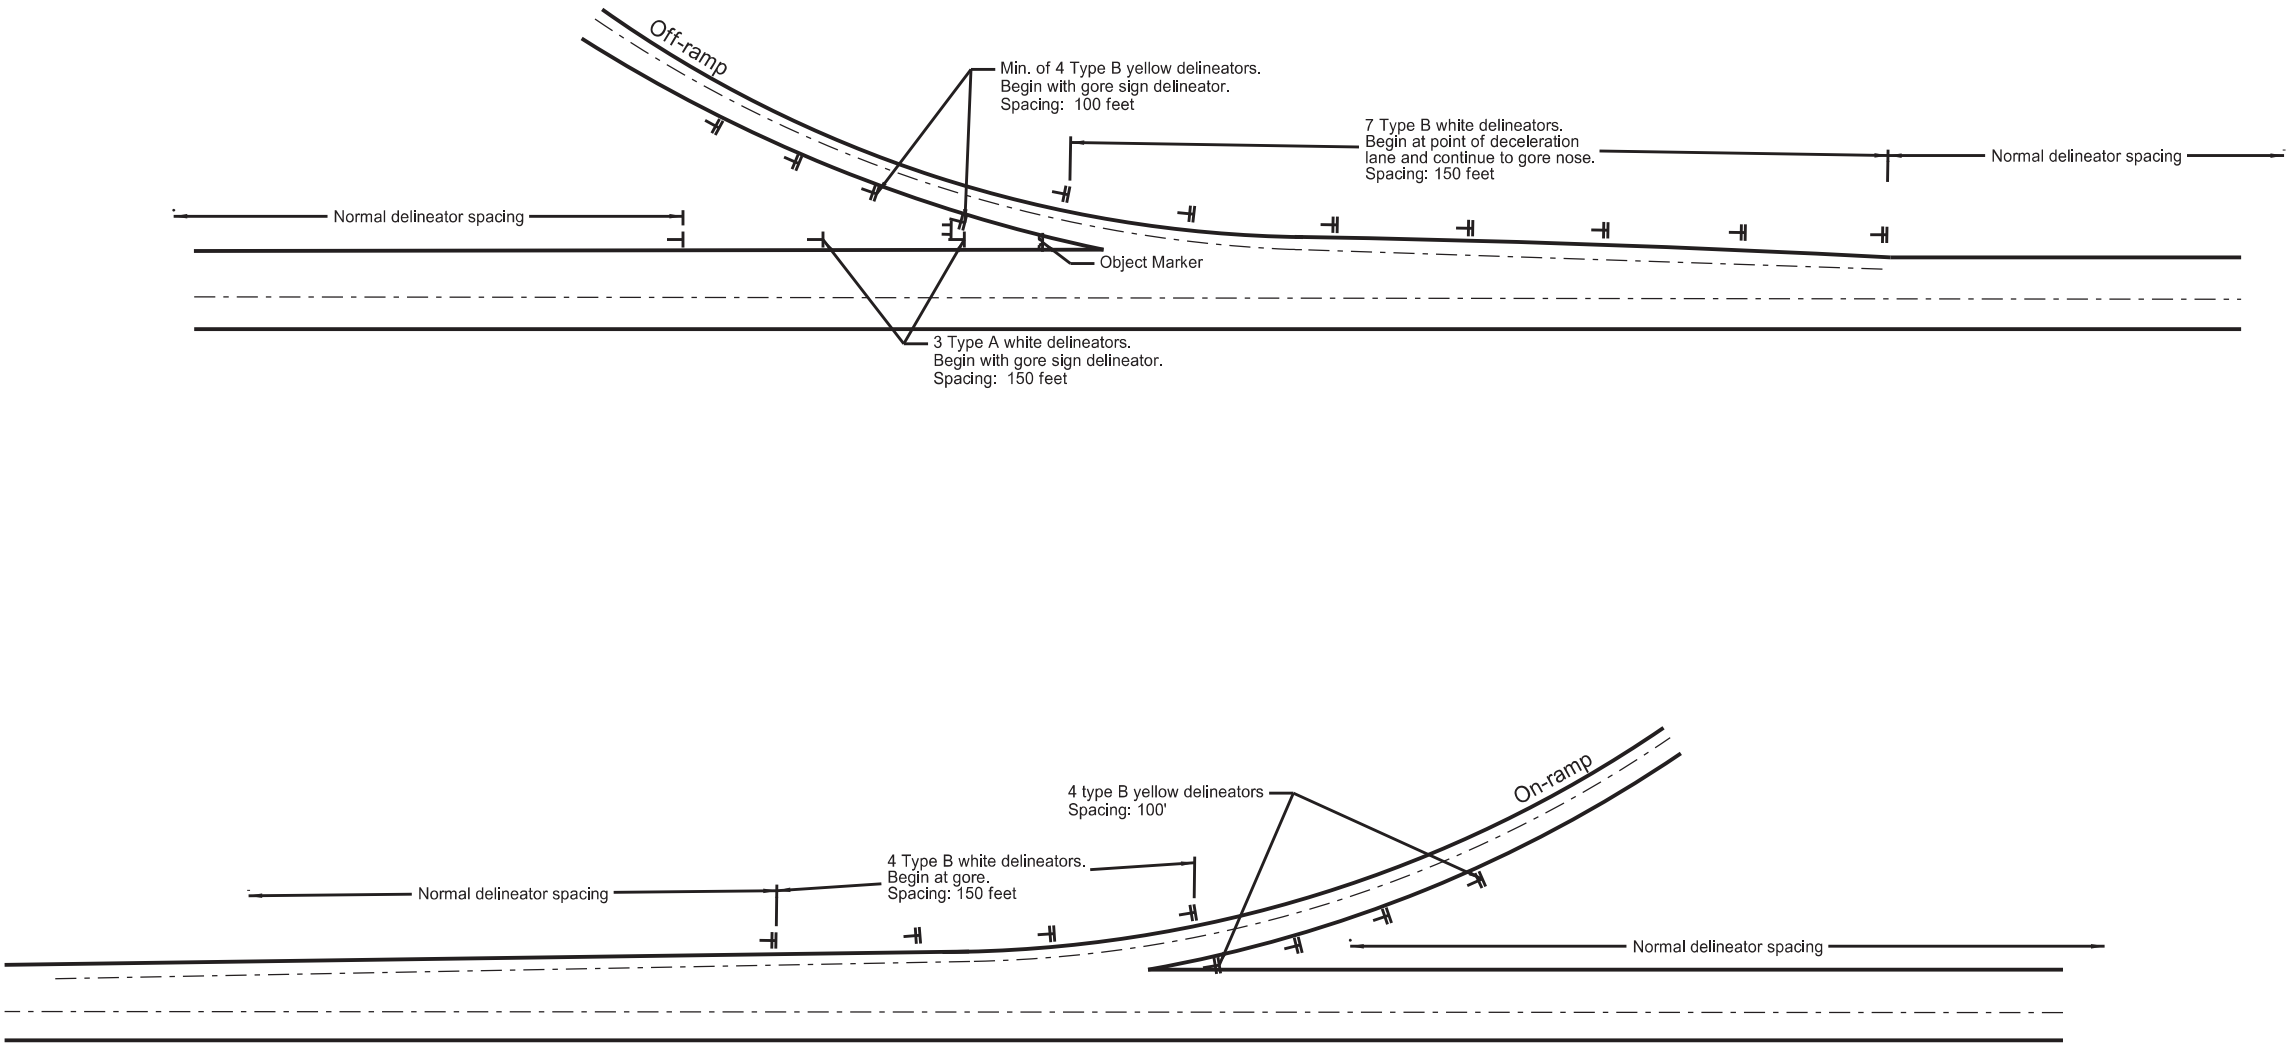 Off-ramp
Min. of 4 Type B yellow delineators.
Begin with gore sign delineator.
Spacing: 100 feet
7 Type B white delineators.
Begin at point of deceleration
lane and continue to gore nose.
Spacing: 150 feet
Normal delineator spacing
Normal delineator spacing
Object Marker
3 Type A white delineators.
Begin with gore sign delineator.
Spacing: 150 feet
On-ramp
4 type B yellow delineators
Spacing: 100'
4 Type B white delineators.
Begin at gore.
Spacing: 150 feet
Normal delineator spacing
Normal delineator spacing